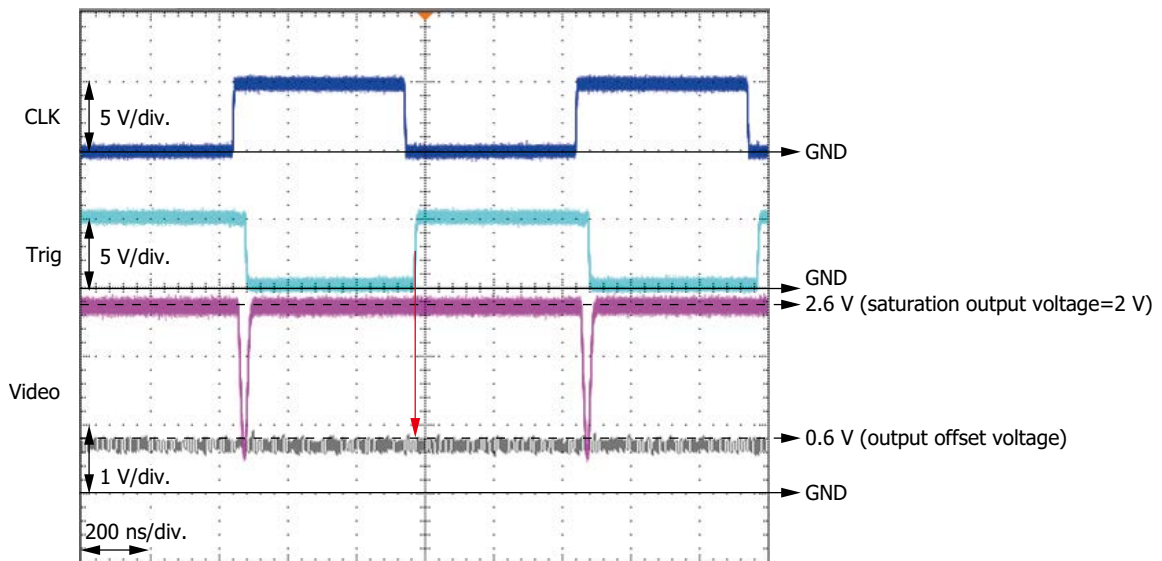 CLK
5 V/div.
GND
Trig
5 V/div.
GND
2.6 V (saturation output voltage=2 V)
Video
0.6 V (output offset voltage)
1 V/div.
GND
200 ns/div.